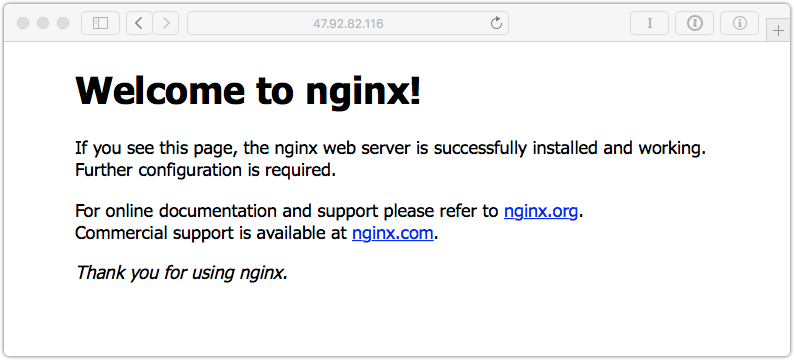 47.92.82.116
Welcome to nginx!
If you see this page, the nginx web server is successfully installed and working.
Further configuration is required.
For online documentation and support please refer to nginx.org.
Commercial support is available at nginx.com.
Thank you for using nginx.